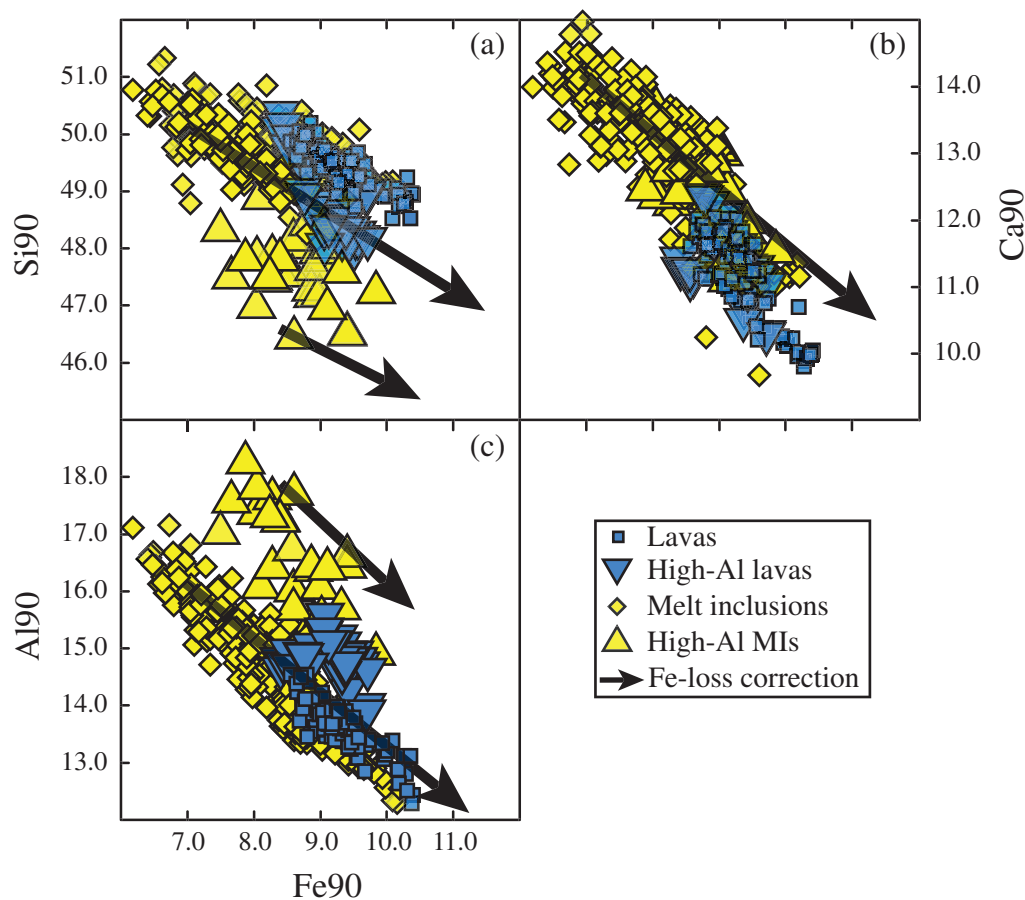 (a)
51.0
50.0
49.0
48.0
47.0
46.0
Si90
(b)
14.0
13.0
12.0
11.0
10.0
Ca90
(c)
18.0
17.0
16.0
15.0
14.0
13.0
Al90
7.0 8.0 9.0 10.0 11.0
Fe90
Lavas
High-Al lavas
Melt inclusions
High-Al MIs
Fe-loss correction